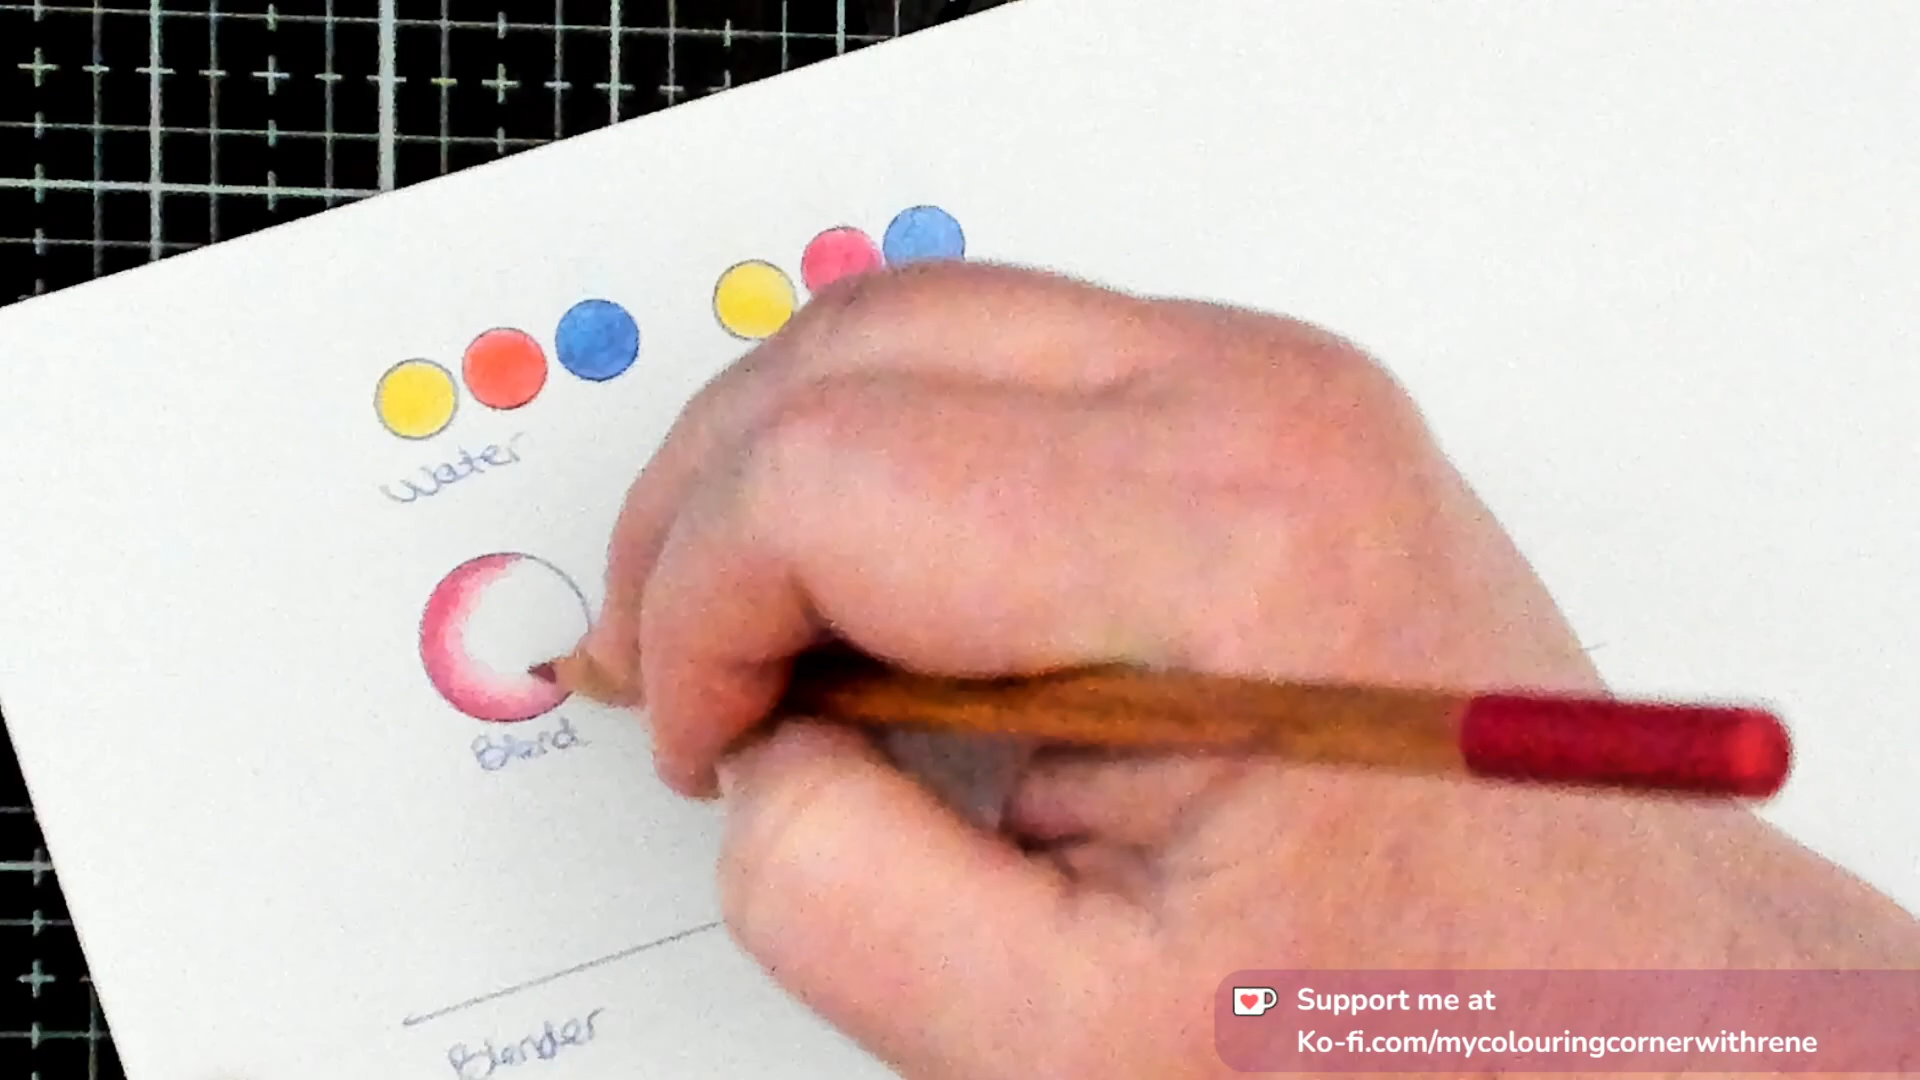 Water
Blend
Blender
Support me at
Ko-fi.com/mycolouringcornerwithrene